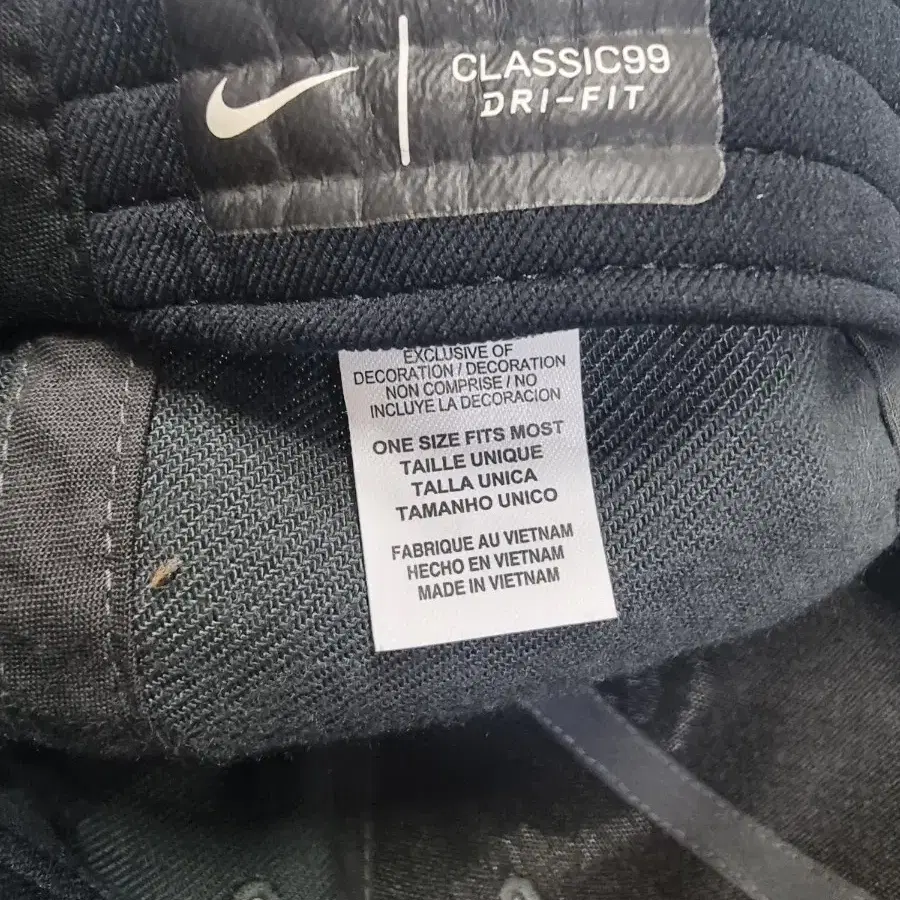 CLASSIC99
DRI-FIT
EXCLUSIVE OF
DECORATION / DECORATION
NON COMPRISE / NO
INCLUYE LA DECORACION
ONE SIZE FITS MOST
TAILLE UNIQUE
TALLA UNICA
TAMANHO UNICO
FABRIQUE AU VIETNAM
HECHO EN VIETNAM
MADE IN VIETNAM